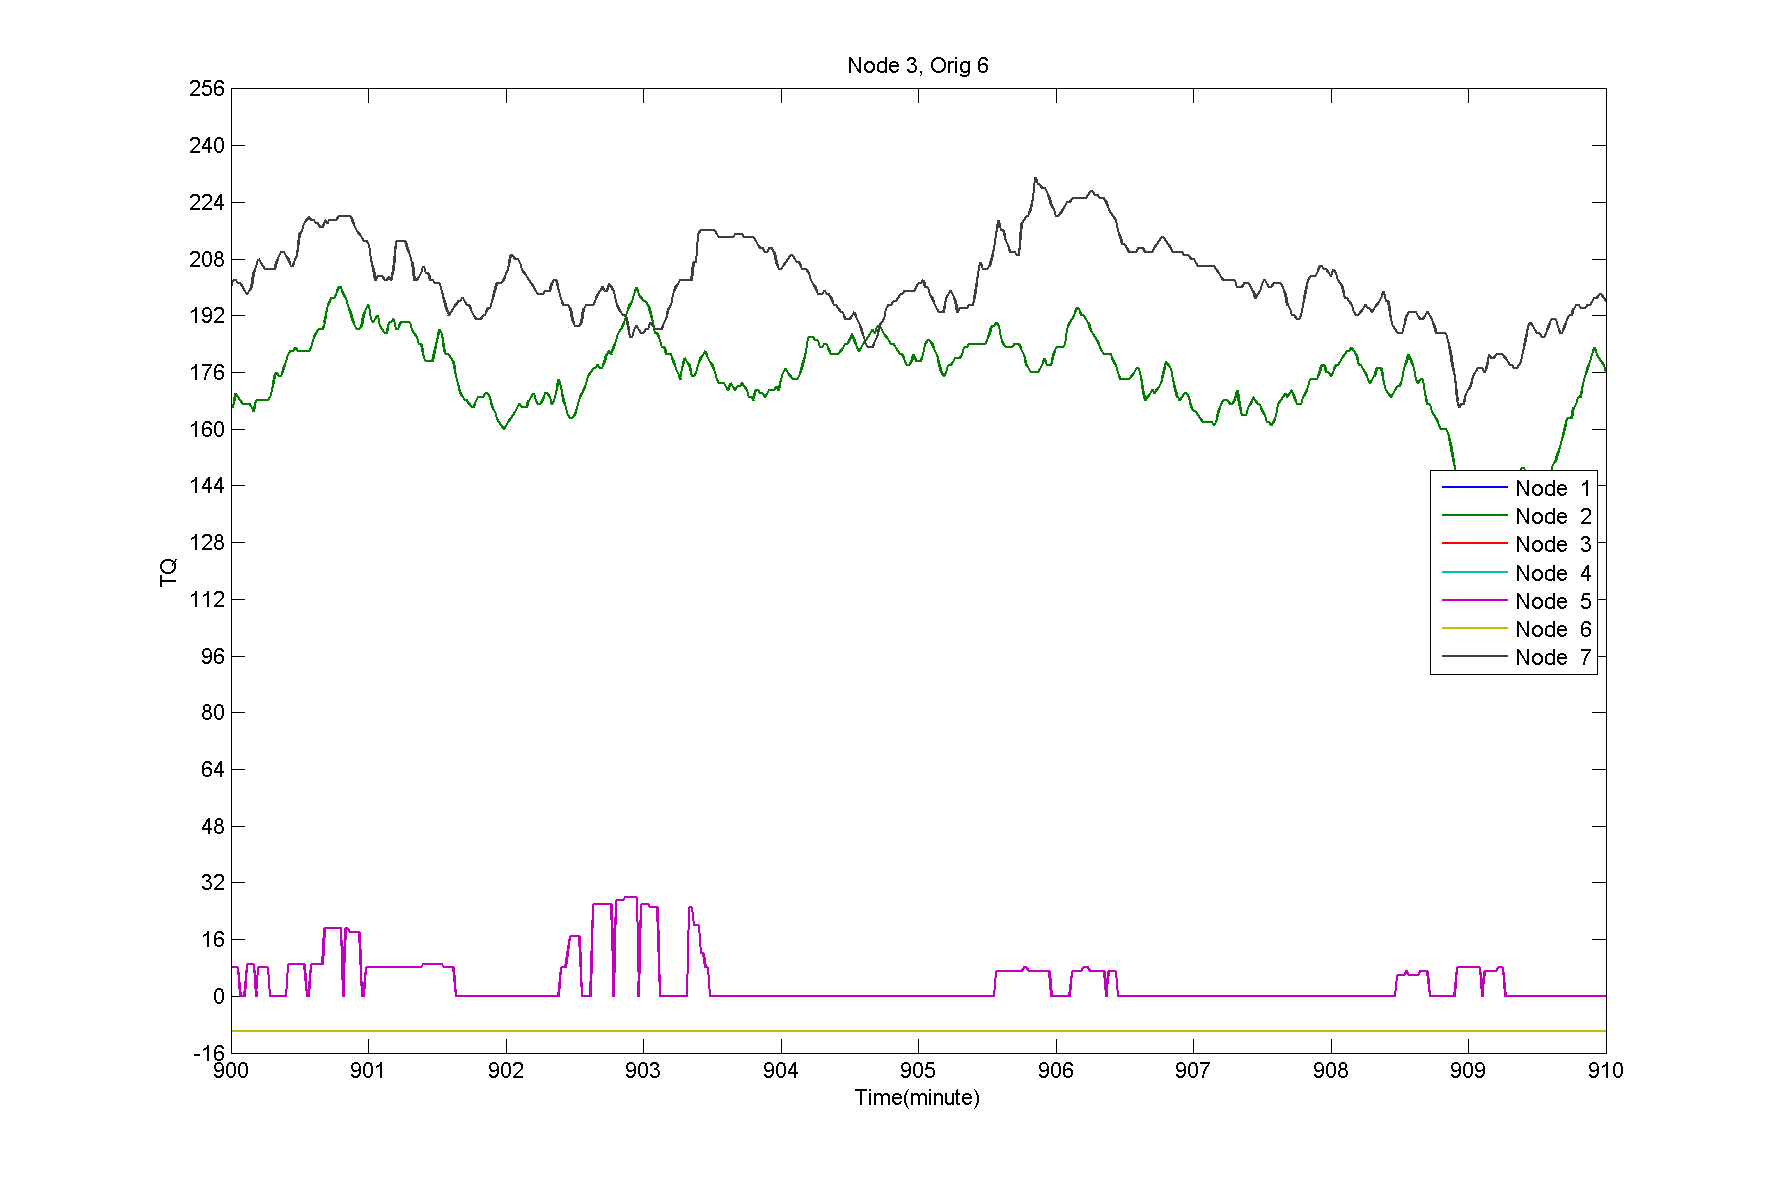 Node 3, Orig 6
256
240
224
208
192
176
160
144
128
112
96
80
64
48
32
16
0
-16
TQ
Node 1
Node 2
Node 3
Node 4
Node 5
Node 6
Node 7
900 901 902 903 904 905 906 907 908 909 910
Time(minute)